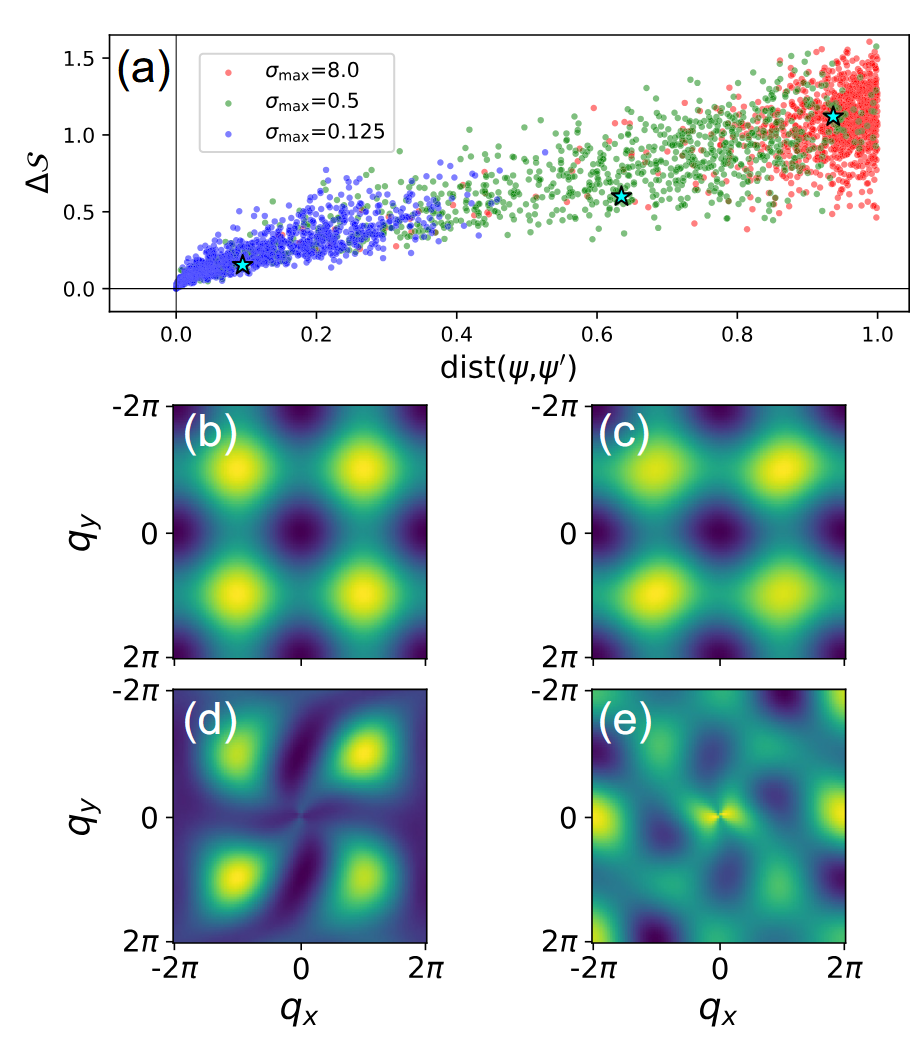 (a)
σmax=8.0
σmax=0.5
σmax=0.125
1.5
1.0
0.5
0.0
Δ𝒮
0.0 0.2 0.4 0.6 0.8 1.0
dist(ψ,ψ′)
(b)
-2π
0
2π
qy
(c)
-2π
0
2π
(d)
-2π
0
2π
qy
-2π 0 2π
qx
(e)
-2π
0
2π
-2π 0 2π
qx